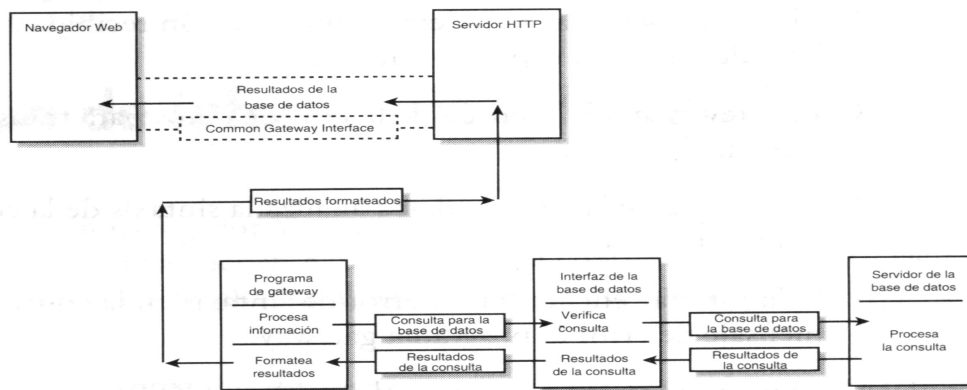 Navegador Web
Servidor HTTP
Resultados de la
base de datos
Common Gateway Interface
Resultados formateados
Programa
de gateway
Procesa
información
Formatea
resultados
Consulta para la
base de datos
Resultados
de la consulta
Interfaz de la
base de datos
Verifica
consulta
Resultados
de la consulta
Consulta para
la base de datos
Resultados de
la consulta
Servidor de la
base de datos
Procesa
la consulta